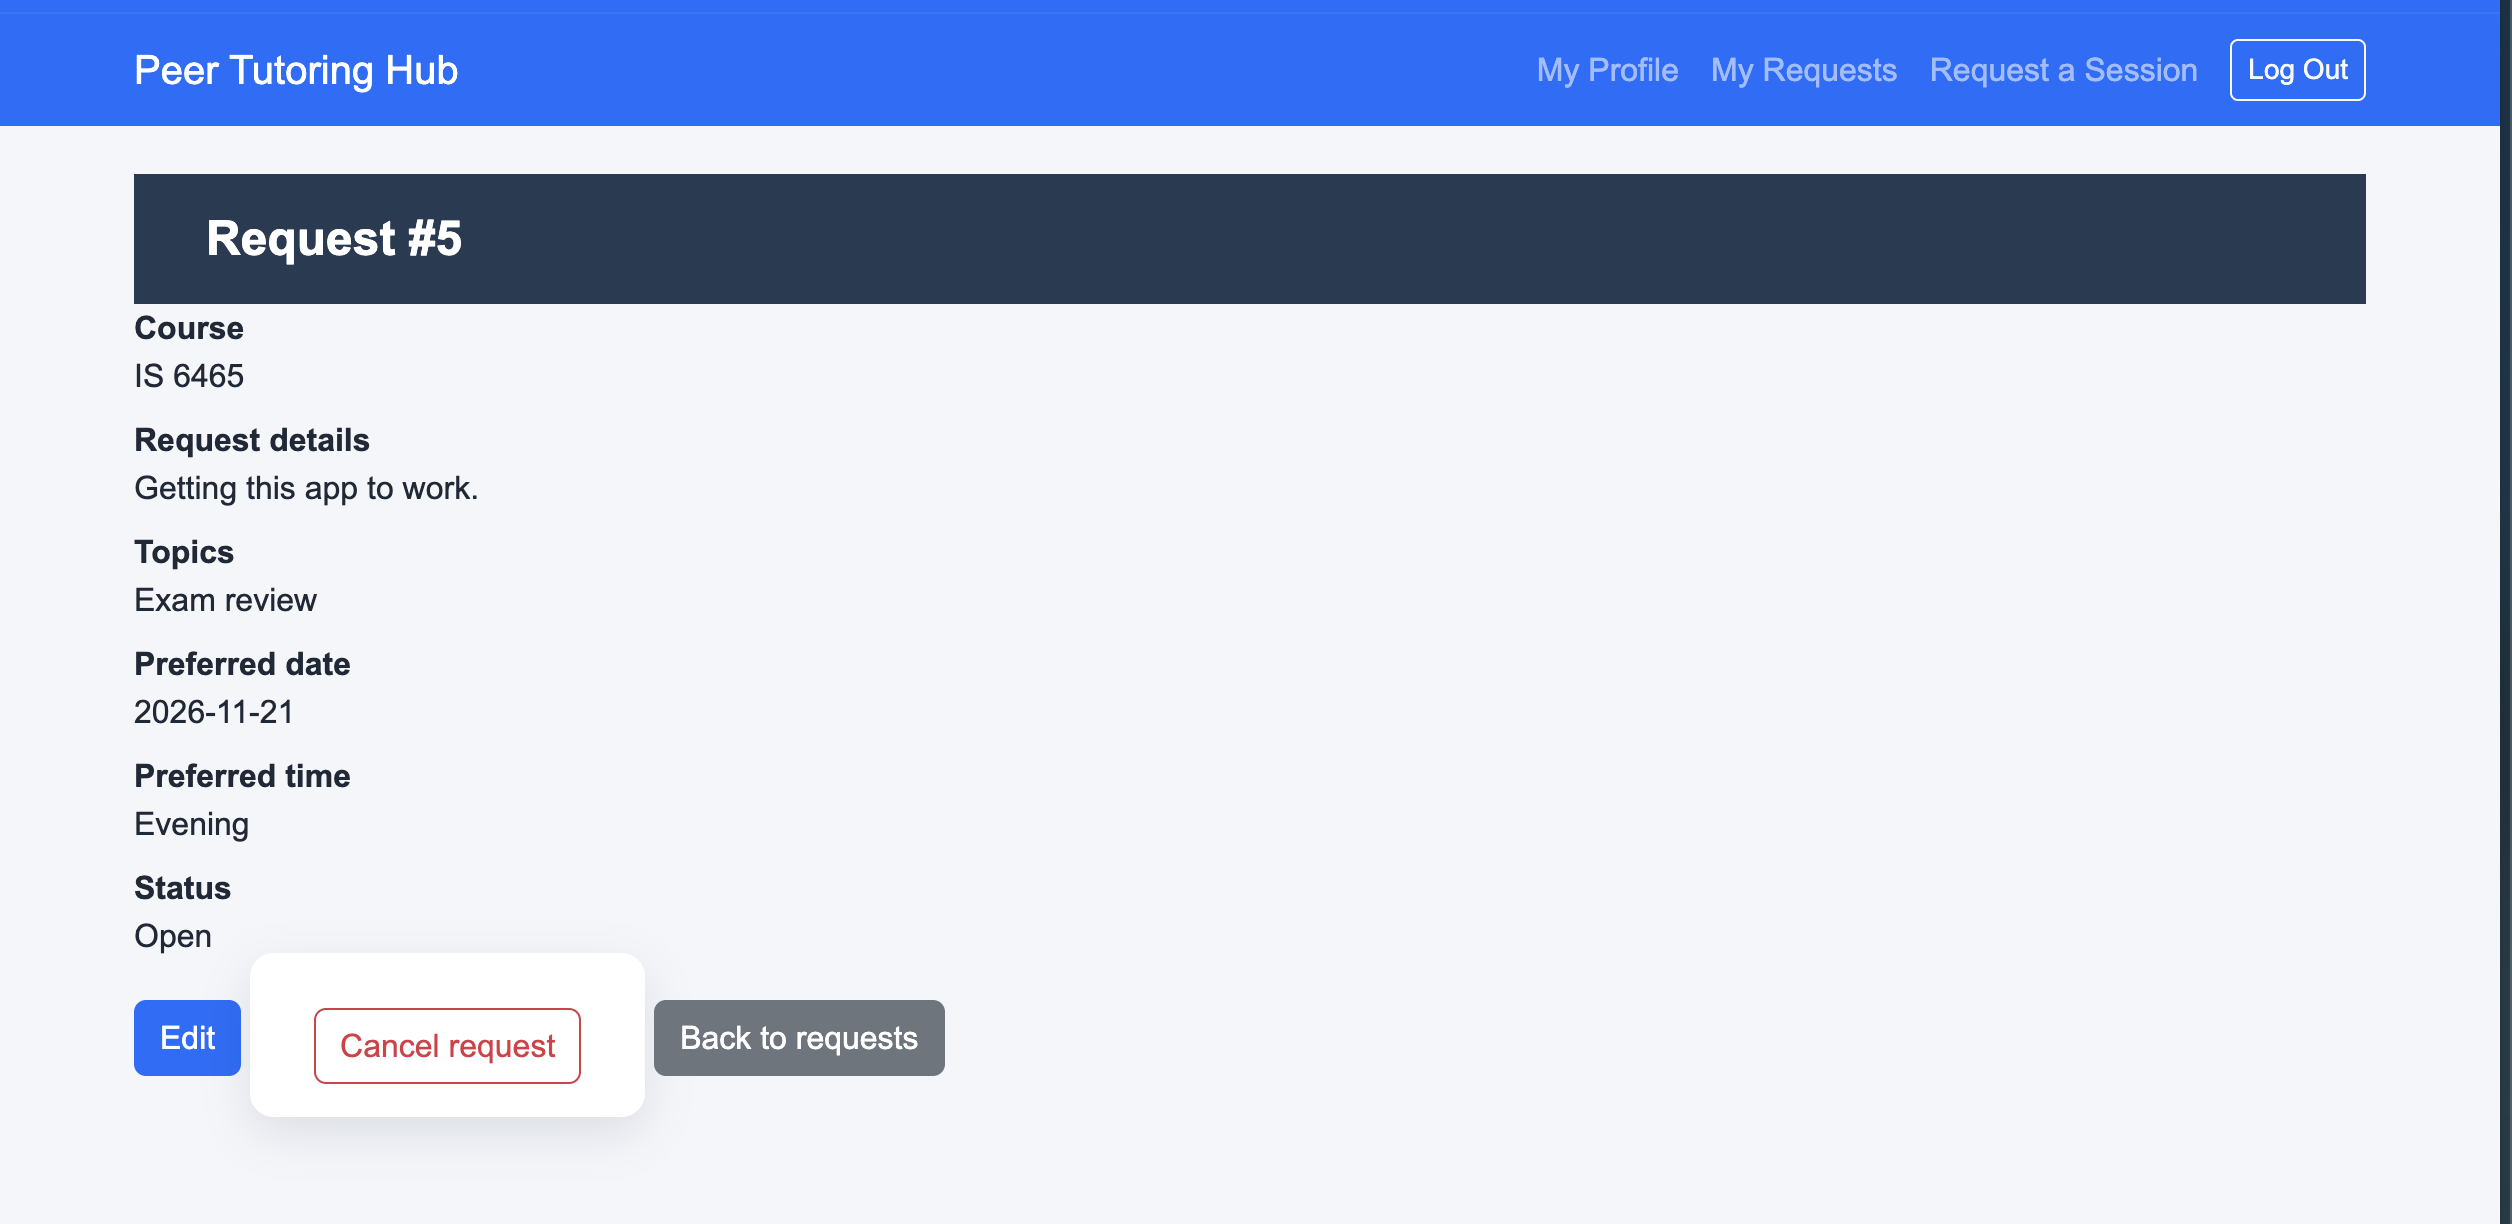 Peer Tutoring Hub
My Profile My Requests Request a Session Log Out
Request #5
Course
IS 6465
Request details
Getting this app to work.
Topics
Exam review
Preferred date
2026-11-21
Preferred time
Evening
Status
Open
Edit Cancel request Back to requests